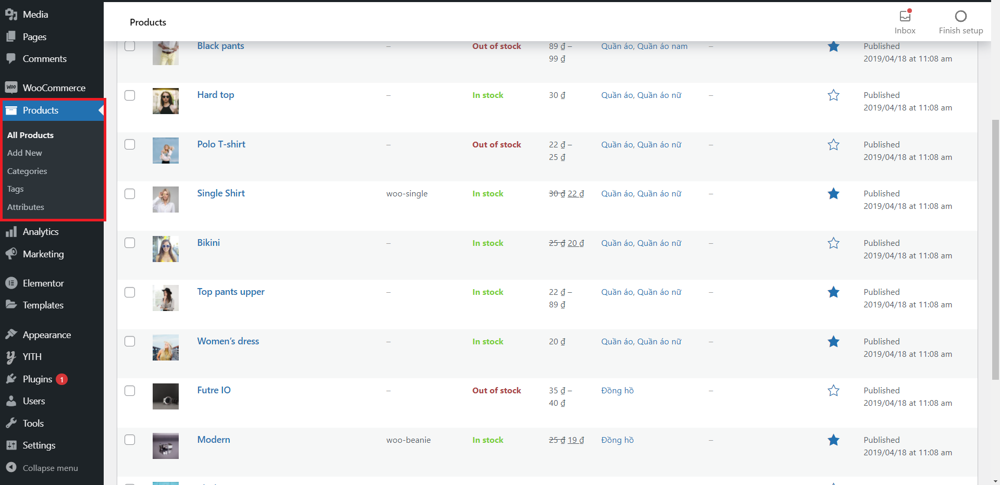 Media
Pages
Comments
WooCommerce
Products
All Products
Add New
Categories
Tags
Attributes
Analytics
Marketing
Elementor
Templates
Appearance
YITH
Plugins 1
Users
Tools
Settings
Collapse menu
Products
Inbox
Finish setup
Black pants – Out of stock 89 ₫ – Quần áo, Quần áo nam – Published
99 ₫ 2019/04/18 at 11:08 am
Hard top – In stock 30 ₫ Quần áo, Quần áo nữ – Published
2019/04/18 at 11:08 am
Polo T-shirt – Out of stock 22 ₫ – Quần áo, Quần áo nữ – Published
25 ₫ 2019/04/18 at 11:08 am
Single Shirt woo-single In stock 30 ₫ 22 ₫ Quần áo, Quần áo nữ – Published
2019/04/18 at 11:08 am
Bikini – In stock 25 ₫ 20 ₫ Quần áo, Quần áo nữ – Published
2019/04/18 at 11:08 am
Top pants upper – In stock 22 ₫ – Quần áo, Quần áo nữ – Published
89 ₫ 2019/04/18 at 11:08 am
Women’s dress – In stock 20 ₫ Quần áo, Quần áo nữ – Published
2019/04/18 at 11:08 am
Futre IO – Out of stock 35 ₫ – Đồng hồ – Published
40 ₫ 2019/04/18 at 11:08 am
Modern woo-beanie In stock 25 ₫ 19 ₫ Đồng hồ – Published
2019/04/18 at 11:08 am